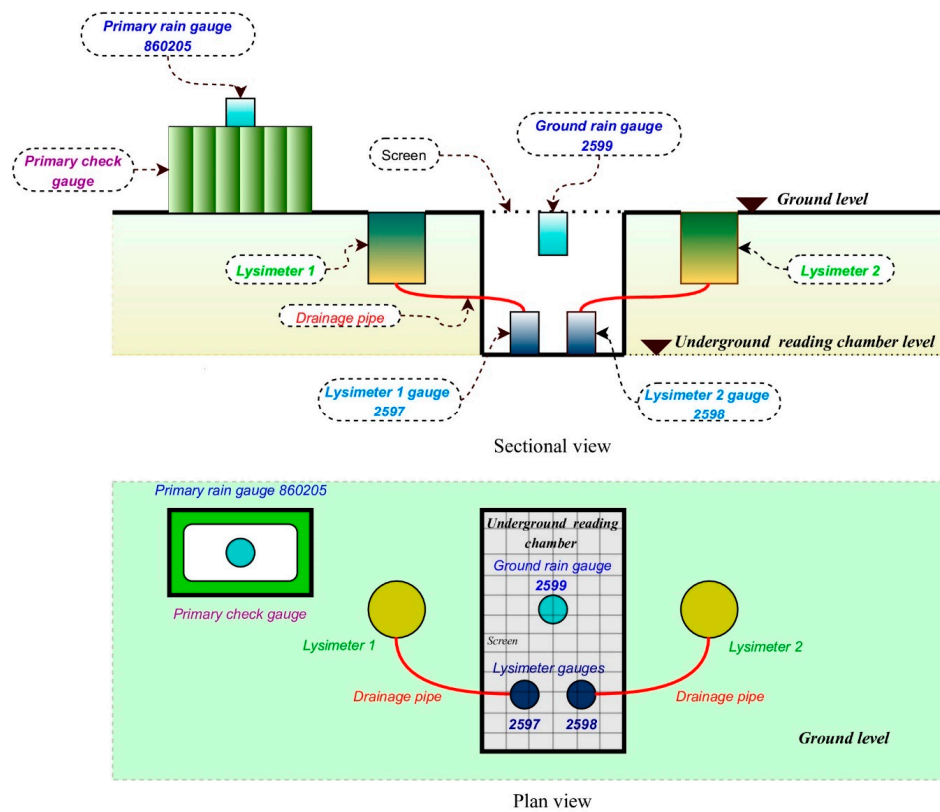 Primary rain gauge
860205
Ground rain gauge
2599
Primary check
gauge
Screen
Ground level
Lysimeter 1
Lysimeter 2
Drainage pipe
Underground reading chamber level
Lysimeter 1 gauge
2597
Lysimeter 2 gauge
2598
Sectional view
Primary rain gauge 860205
Underground reading
chamber
Ground rain gauge
2599
Primary check gauge
Screen
Lysimeter 1
Lysimeter 2
Lysimeter gauges
Drainage pipe
Drainage pipe
2597
2598
Ground level
Plan view